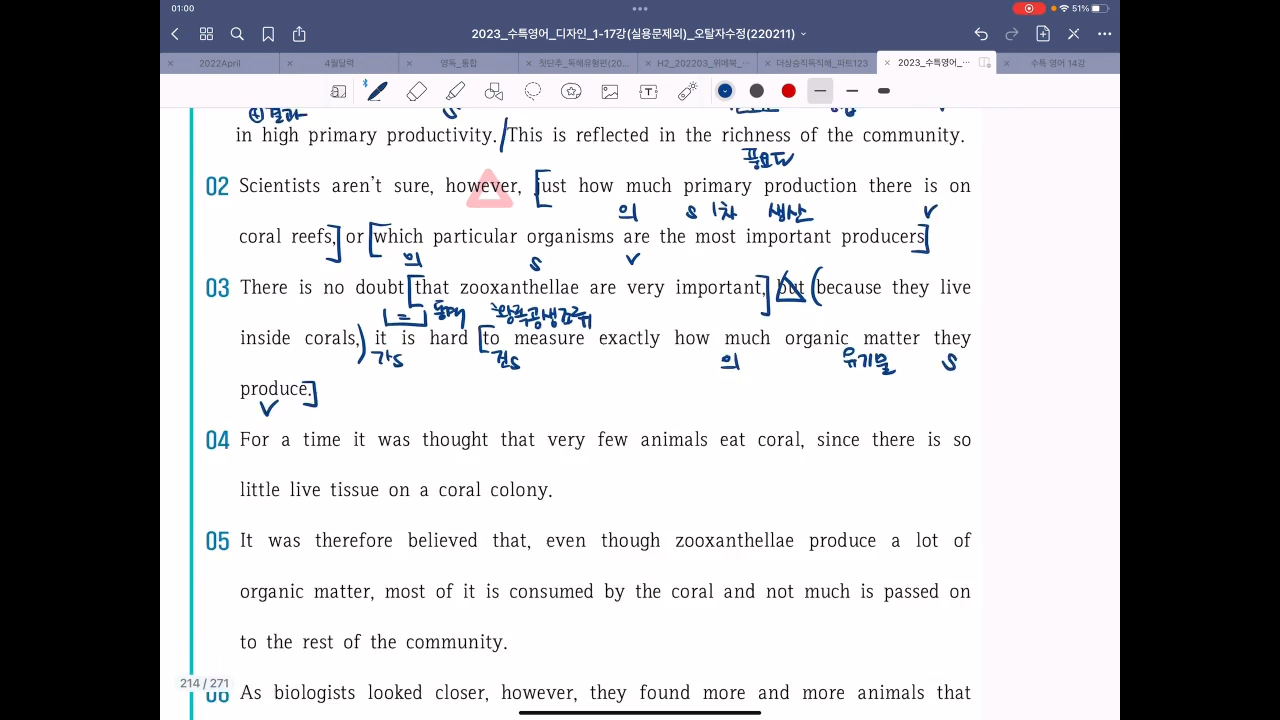 01:00
51%
2023_수특영어_디자인_1-17강(실용문제외)_오탈자수정(220211)
2022April
4월달력
영독_통합
첫단추_독해유형편(20...
H2_202203_위메북_...
더상승직독직해_파트123
2023_수특영어_...
수특 영어 14강
결과 S
in high primary productivity. / This is reflected in the richness of the community.
풍요도
02 Scientists aren't sure, however, [just how much primary production there is on
의 S 1차 생산 V
coral reefs,] or [which particular organisms are the most important producers]
의 S V
03 There is no doubt [that zooxanthellae are very important,] but (because they live
= 동격 황록공생조류
inside corals,) it is hard [to measure exactly how much organic matter they
가S 진S 의 유기물 S
produce.]
V
04 For a time it was thought that very few animals eat coral, since there is so
little live tissue on a coral colony.
05 It was therefore believed that, even though zooxanthellae produce a lot of
organic matter, most of it is consumed by the coral and not much is passed on
to the rest of the community.
214 / 271
06 As biologists looked closer, however, they found more and more animals that